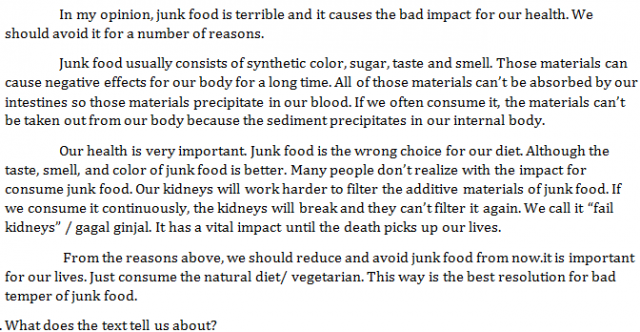 In my opinion, junk food is terrible and it causes the bad impact for our health. We
should avoid it for a number of reasons.
Junk food usually consists of synthetic color, sugar, taste and smell. Those materials can
cause negative effects for our body for a long time. All of those materials can't be absorbed by our
intestines so those materials precipitate in our blood. If we often consume it, the materials can't
be taken out from our body because the sediment precipitates in our internal body.
Our health is very important. Junk food is the wrong choice for our diet. Although the
taste, smell, and color of junk food is better. Many people don't realize with the impact for
consume junk food. Our kidneys will work harder to filter the additive materials of junk food. If
we consume it continuously, the kidneys will break and they can't filter it again. We call it “fail
kidneys” / gagal ginjal. It has a vital impact until the death picks up our lives.
From the reasons above, we should reduce and avoid junk food from now.it is important
for our lives. Just consume the natural diet/ vegetarian. This way is the best resolution for bad
temper of junk food.
. What does the text tell us about?